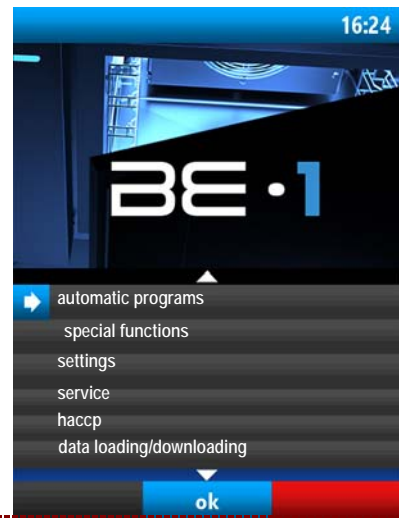 16:24
BE·1
automatic programs
special functions
settings
service
haccp
data loading/downloading
ok